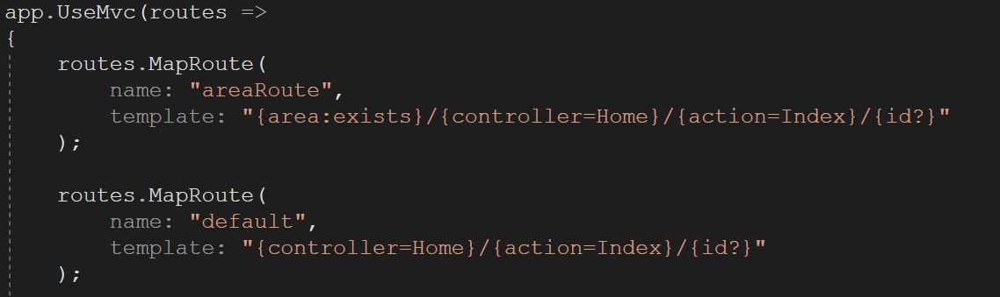 app.UseMvc(routes =>
{
    routes.MapRoute(
        name: "areaRoute",
        template: "{area:exists}/{controller=Home}/{action=Index}/{id?}"
    );

    routes.MapRoute(
        name: "default",
        template: "{controller=Home}/{action=Index}/{id?}"
    );